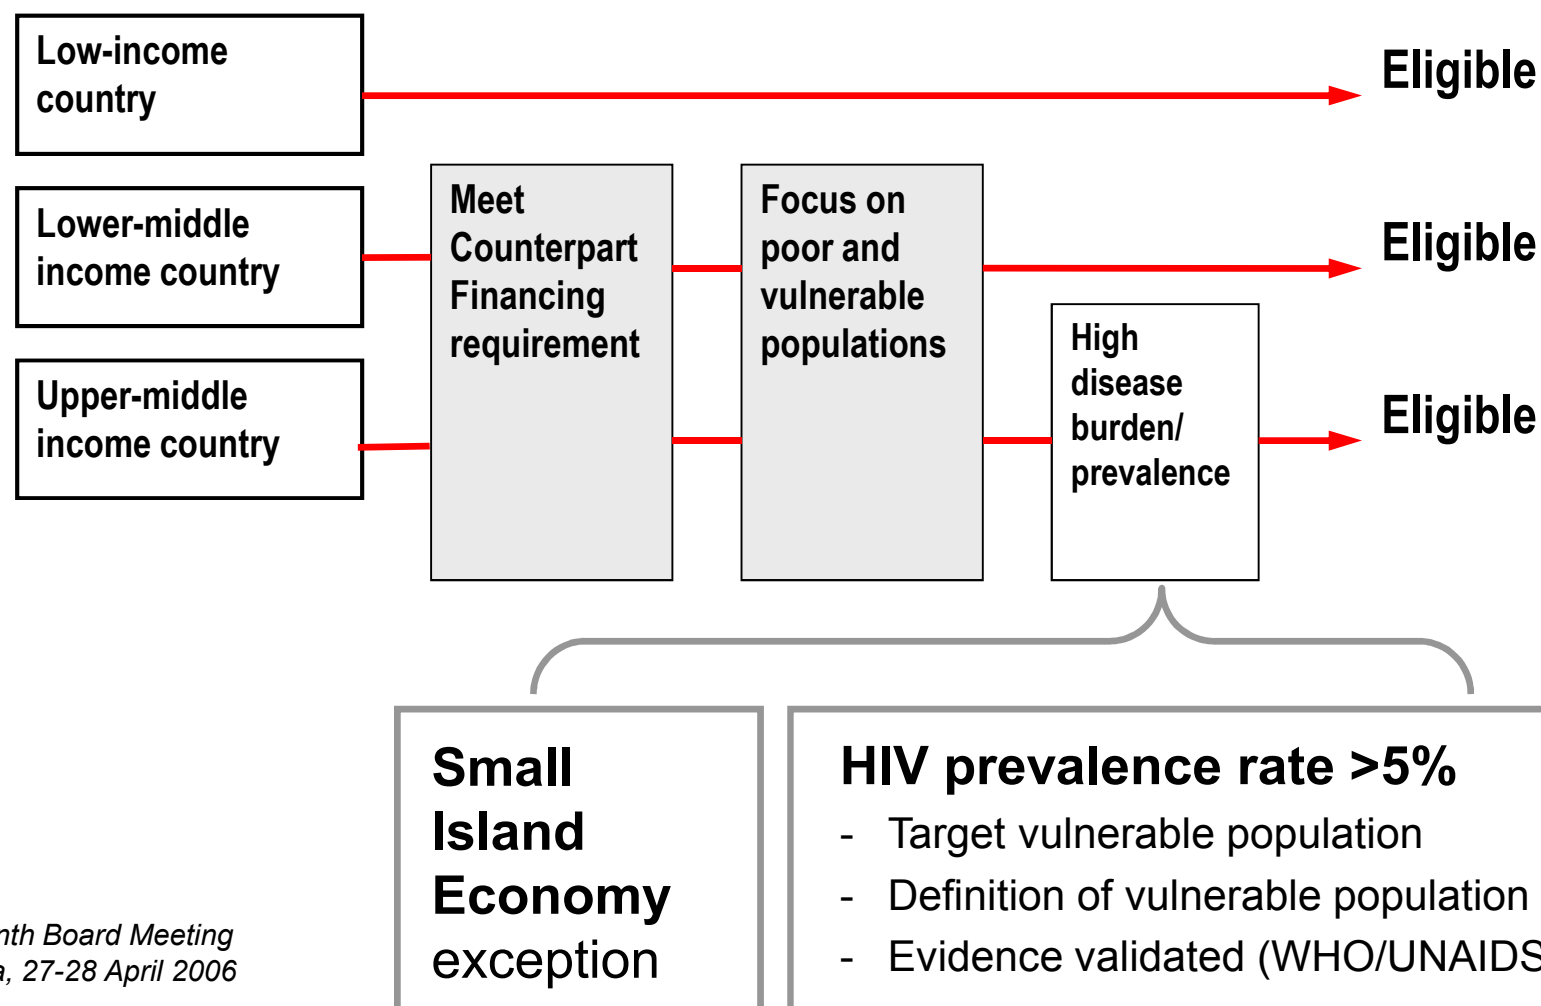 Low-income
country
Eligible
Lower-middle
income country
Meet
Counterpart
Financing
requirement
Focus on
poor and
vulnerable
populations
Eligible
Upper-middle
income country
High
disease
burden/
prevalence
Eligible
Small
Island
Economy
exception
HIV prevalence rate >5%
- Target vulnerable population
- Definition of vulnerable population
- Evidence validated (WHO/UNAIDS
Board Meeting
27-28 April 2006